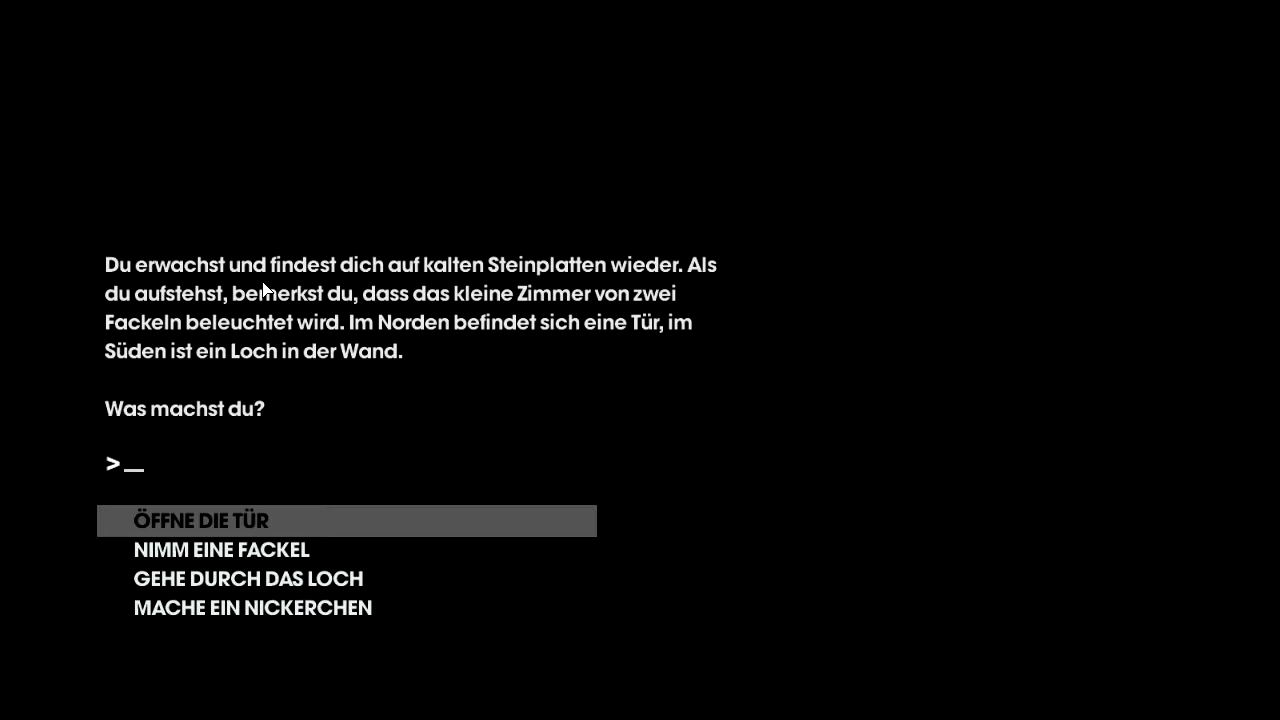 Du erwachst und findest dich auf kalten Steinplatten wieder. Als
du aufstehst, bemerkst du, dass das kleine Zimmer von zwei
Fackeln beleuchtet wird. Im Norden befindet sich eine Tür, im
Süden ist ein Loch in der Wand.
Was machst du?
>_
ÖFFNE DIE TÜR
NIMM EINE FACKEL
GEHE DURCH DAS LOCH
MACHE EIN NICKERCHEN